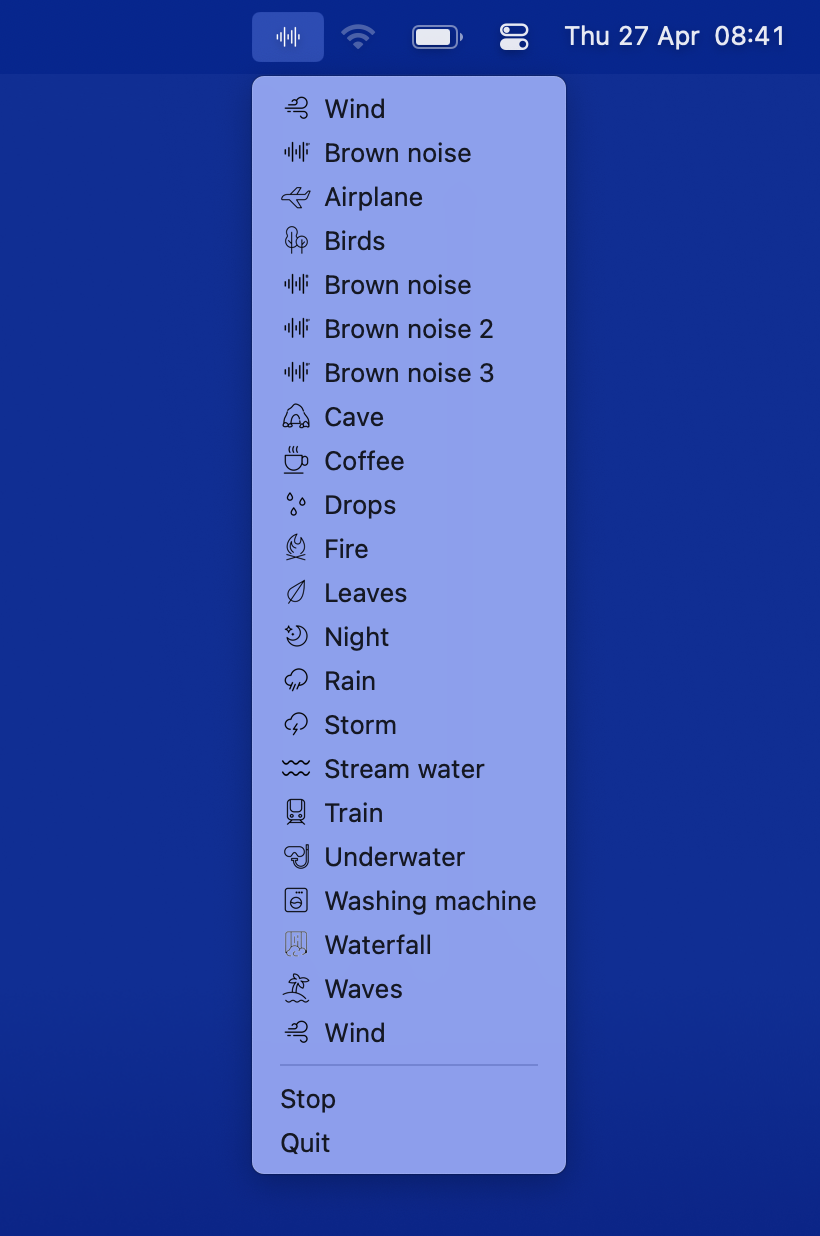 Thu 27 Apr 08:41
Wind
Brown noise
Airplane
Birds
Brown noise
Brown noise 2
Brown noise 3
Cave
Coffee
Drops
Fire
Leaves
Night
Rain
Storm
Stream water
Train
Underwater
Washing machine
Waterfall
Waves
Wind
Stop
Quit